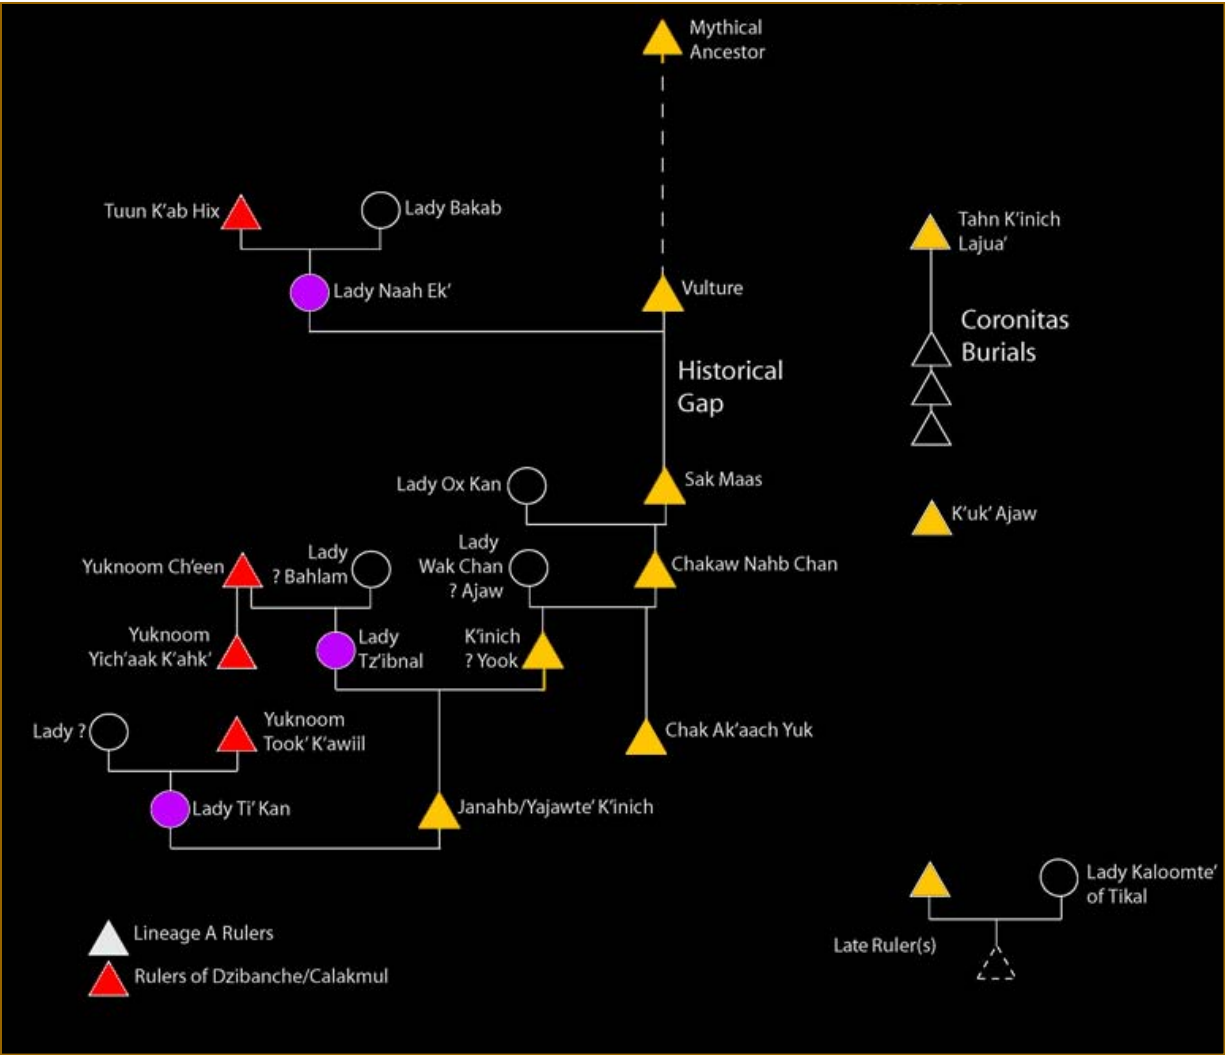 Mythical
Ancestor
Tuun K'ab Hix
Lady Bakab
Tahn K'inich
Lajua'
Lady Naah Ek'
Vulture
Coronitas
Burials
Historical
Gap
Lady Ox Kan
Sak Maas
K'uk' Ajaw
Yuknoom Ch'een
Lady
? Bahlam
Lady
Wak Chan
? Ajaw
Chakaw Nahb Chan
Yuknoom
Yich'aak K'ahk'
Lady
Tz'ibnal
K'inich
? Yook
Lady ?
Yuknoom
Took' K'awiil
Chak Ak'aach Yuk
Lady Ti' Kan
Janahb/Yajawte' K'inich
Lady Kaloomte'
of Tikal
Late Ruler(s)
Lineage A Rulers
Rulers of Dzibanche/Calakmul